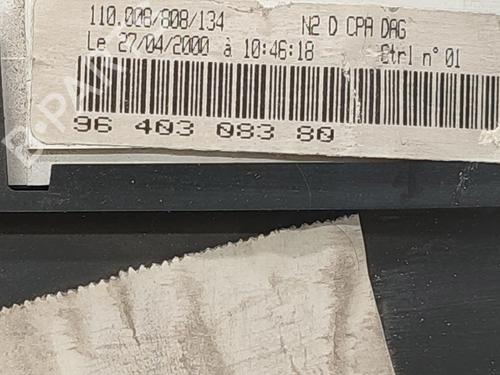 110.008/808/134 N2 D CPA DAG
Le 27/04/2000 à 10:46:18 Ctrl n° 01
96 403 083 80
B-PARTS